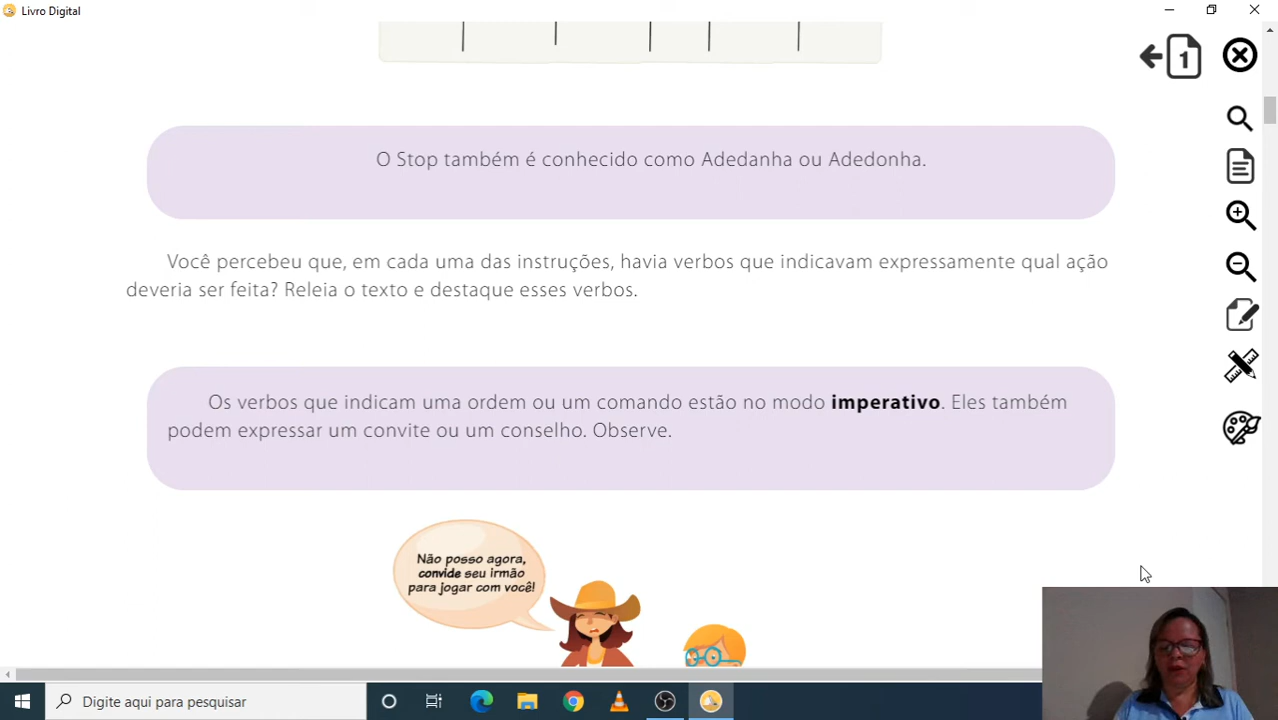 Livro Digital
1
O Stop também é conhecido como Adedanha ou Adedonha.
Você percebeu que, em cada uma das instruções, havia verbos que indicavam expressamente qual ação
deveria ser feita? Releia o texto e destaque esses verbos.
Os verbos que indicam uma ordem ou um comando estão no modo imperativo. Eles também
podem expressar um convite ou um conselho. Observe.
Não posso agora,
convide seu irmão
para jogar com você!
Digite aqui para pesquisar